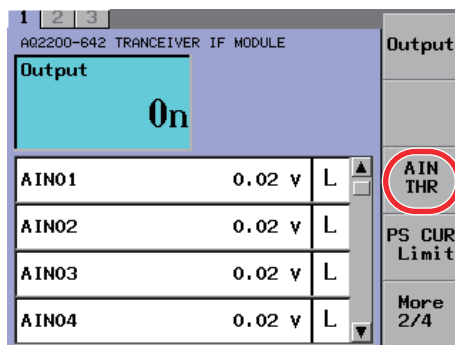 1 2 3
AQ2200-642 TRANCEIVER IF MODULE
Output
On
AIN01 0.02 V L
AIN02 0.02 V L
AIN03 0.02 V L
AIN04 0.02 V L
Output
AIN
THR
PS CUR
Limit
More
2/4